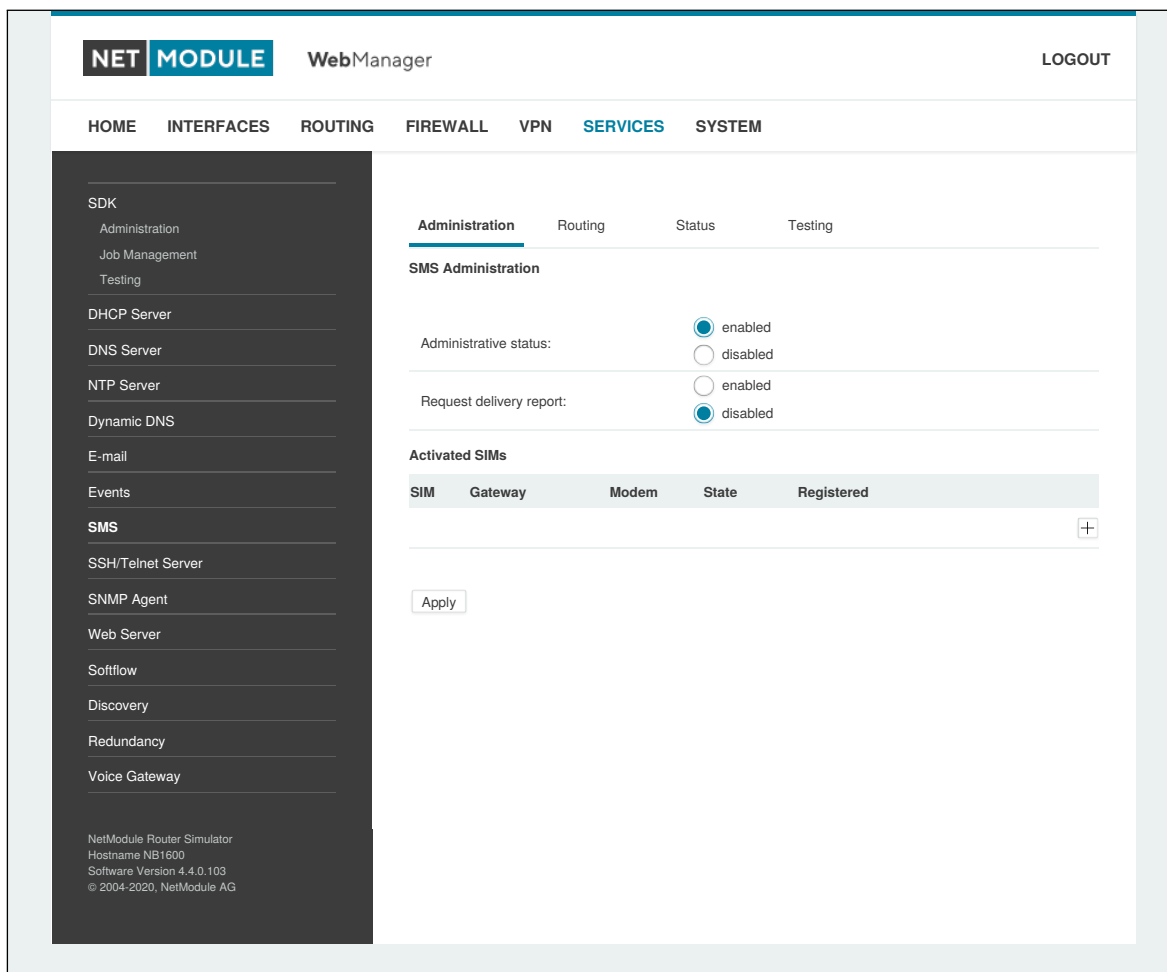 NET MODULE WebManager LOGOUT
HOME INTERFACES ROUTING FIREWALL VPN SERVICES SYSTEM
SDK
Administration
Job Management
Testing
DHCP Server
DNS Server
NTP Server
Dynamic DNS
E-mail
Events
SMS
SSH/Telnet Server
SNMP Agent
Web Server
Softflow
Discovery
Redundancy
Voice Gateway
NetModule Router Simulator
Hostname NB1600
Software Version 4.4.0.103
© 2004-2020, NetModule AG
Administration Routing Status Testing
SMS Administration
Administrative status:
enabled
disabled
Request delivery report:
enabled
disabled
Activated SIMs
SIM Gateway Modem State Registered
Apply